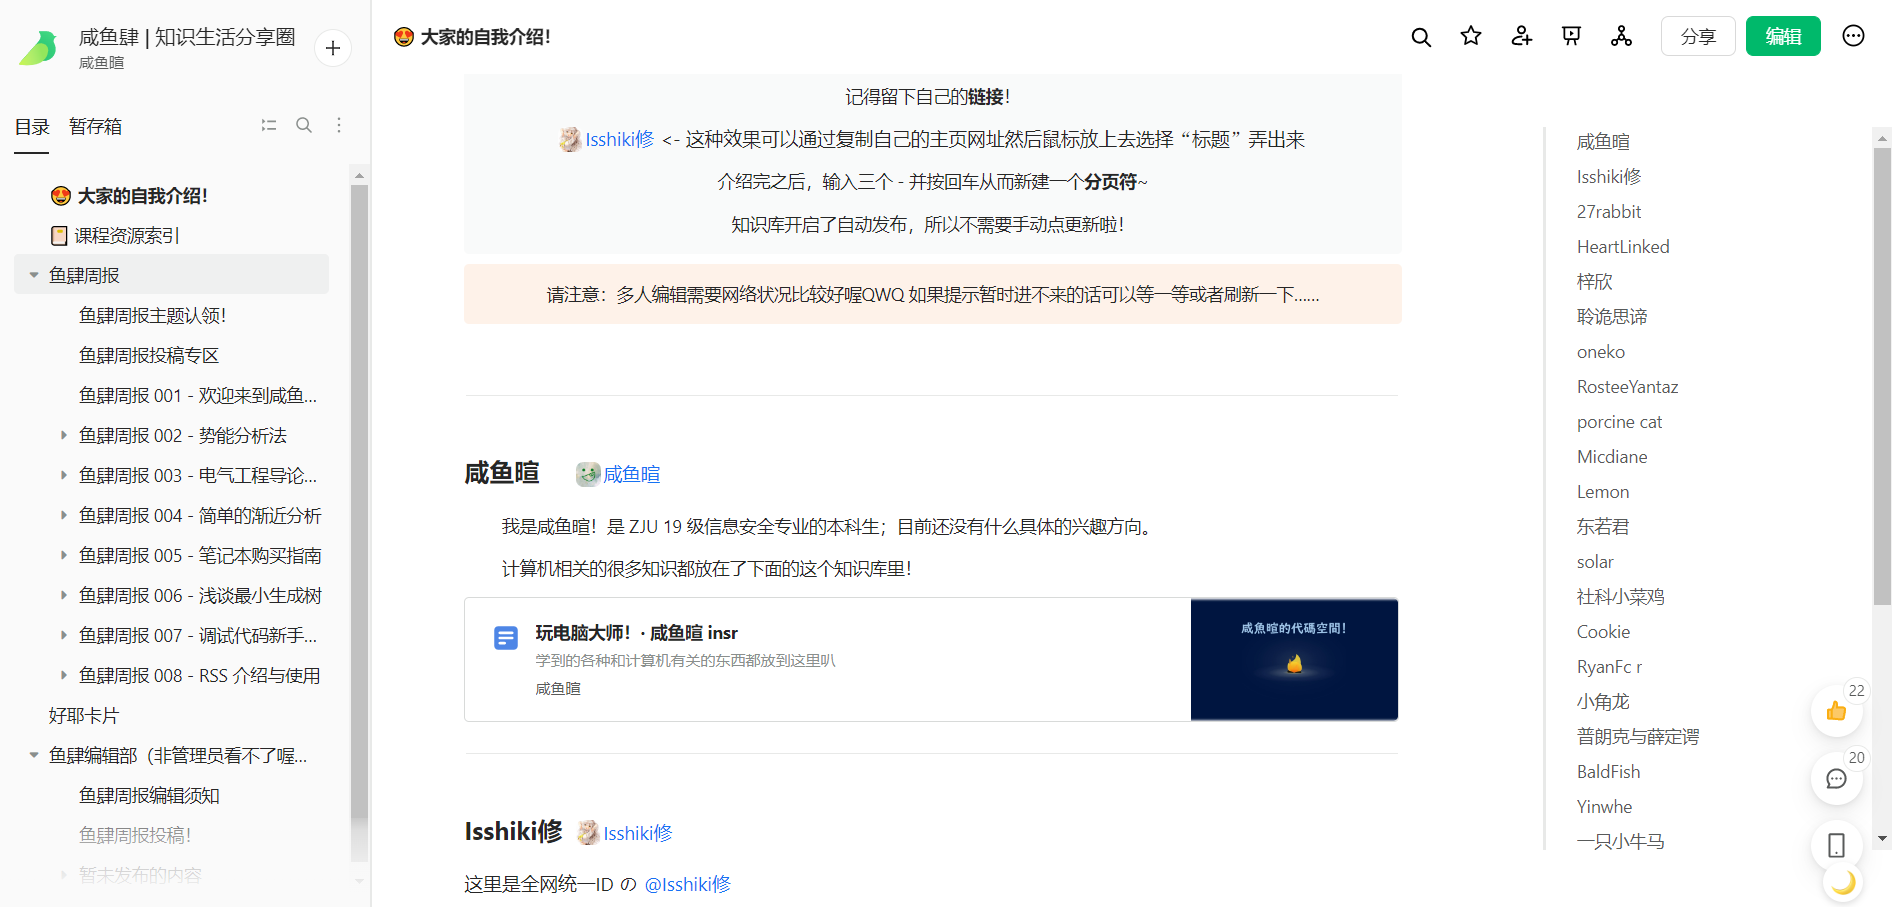 咸鱼肆 | 知识生活分享圈
咸鱼暄
目录 暂存箱
大家的自我介绍！
课程资源索引
鱼肆周报
鱼肆周报主题认领！
鱼肆周报投稿专区
鱼肆周报 001 - 欢迎来到咸鱼...
鱼肆周报 002 - 势能分析法
鱼肆周报 003 - 电气工程导论...
鱼肆周报 004 - 简单的渐近分析
鱼肆周报 005 - 笔记本购买指南
鱼肆周报 006 - 浅谈最小生成树
鱼肆周报 007 - 调试代码新手...
鱼肆周报 008 - RSS 介绍与使用
好耶卡片
鱼肆编辑部（非管理员看不了喔...
鱼肆周报编辑须知
鱼肆周报投稿！
暂未发布的内容
大家的自我介绍！
分享
编辑
记得留下自己的链接！
Isshiki修 <- 这种效果可以通过复制自己的主页网址然后鼠标放上去选择“标题”弄出来
介绍完之后，输入三个 - 并按回车从而新建一个分页符~
知识库开启了自动发布，所以不需要手动点更新啦！
请注意：多人编辑需要网络状况比较好喔QWQ 如果提示暂时进不来的话可以等一等或者刷新一下......
咸鱼暄 咸鱼暄
我是咸鱼暄！是 ZJU 19 级信息安全专业的本科生；目前还没有什么具体的兴趣方向。
计算机相关的很多知识都放在了下面的这个知识库里！
玩电脑大师！· 咸鱼暄 insr
学到的各种和计算机有关的东西都放到这里叭
咸鱼暄
咸魚暄的代碼空間！
Isshiki修 Isshiki修
这里是全网统一ID の @Isshiki修
咸鱼暄
Isshiki修
27rabbit
HeartLinked
梓欣
聆诡思谛
oneko
RosteeYantaz
porcine cat
Micdiane
Lemon
东若君
solar
社科小菜鸡
Cookie
RyanFc r
小角龙
普朗克与薛定谔
BaldFish
Yinwhe
一只小牛马
22
20